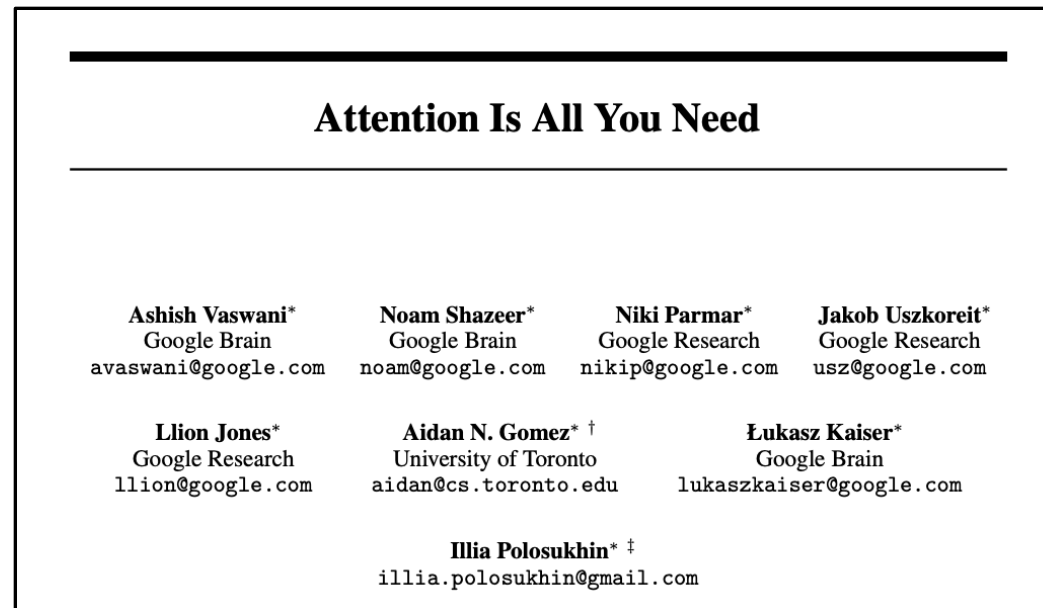 Attention Is All You Need
Ashish Vaswani* Noam Shazeer* Niki Parmar* Jakob Uszkoreit*
Google Brain Google Brain Google Research Google Research
avaswani@google.com noam@google.com nikip@google.com usz@google.com
Llion Jones* Aidan N. Gomez* † Łukasz Kaiser*
Google Research University of Toronto Google Brain
llion@google.com aidan@cs.toronto.edu lukaszkaiser@google.com
Illia Polosukhin* ‡
illia.polosukhin@gmail.com